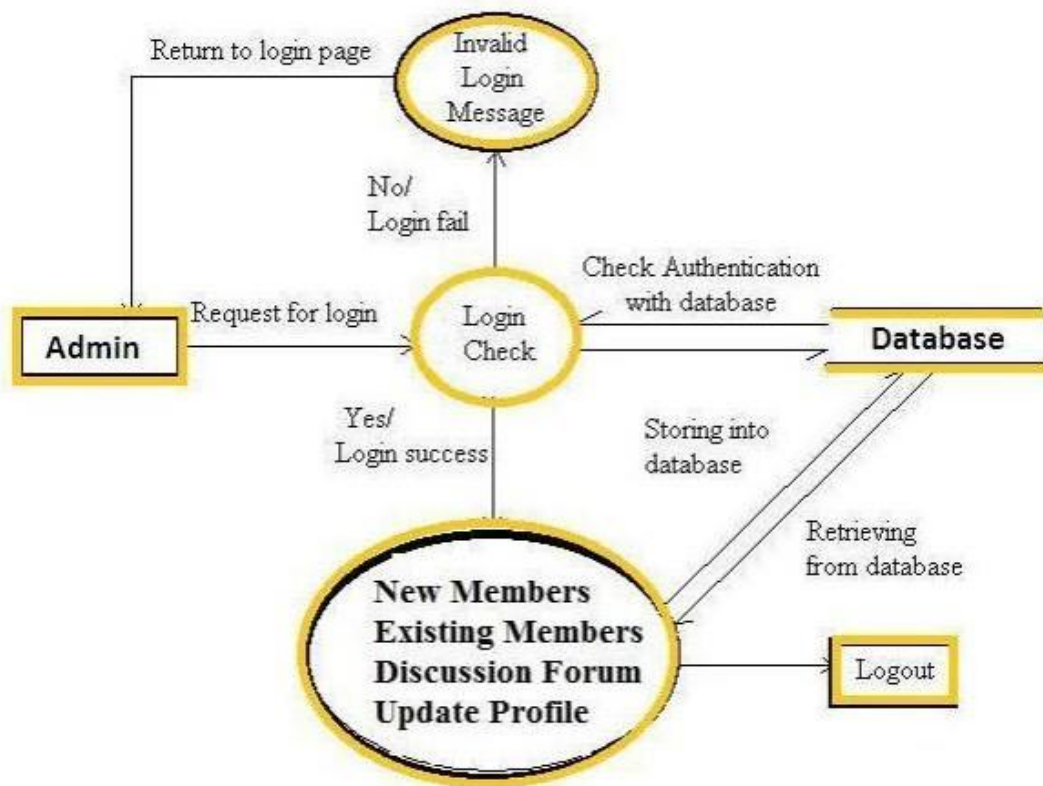 Return to login page
Invalid
Login
Message
No/
Login fail
Check Authentication
with database
Request for login
Admin
Login
Check
Database
Yes/
Login success
Storing into
database
Retrieving
from database
New Members
Existing Members
Discussion Forum
Update Profile
Logout